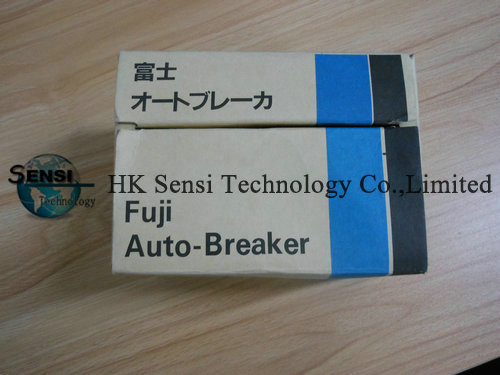 富士
オートブレーカ
SENSI
Technology
HK Sensi Technology Co.,Limited
Fuji
Auto-Breaker